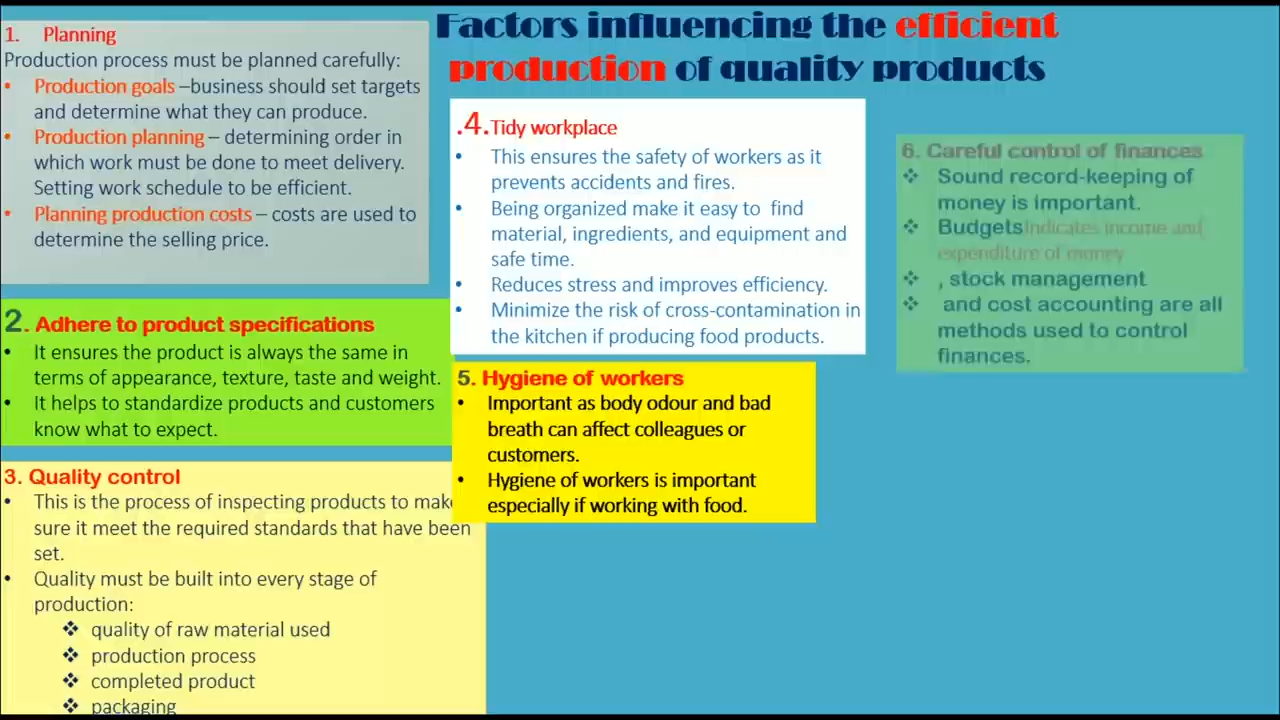 Factors influencing the efficient
production of quality products
1. Planning
Production process must be planned carefully:
• Production goals –business should set targets
and determine what they can produce.
• Production planning – determining order in
which work must be done to meet delivery.
Setting work schedule to be efficient.
• Planning production costs – costs are used to
determine the selling price.
2. Adhere to product specifications
• It ensures the product is always the same in
terms of appearance, texture, taste and weight.
• It helps to standardize products and customers
know what to expect.
3. Quality control
• This is the process of inspecting products to make
sure it meet the required standards that have been
set.
• Quality must be built into every stage of
production:
❖ quality of raw material used
❖ production process
❖ completed product
❖ packaging
.4.Tidy workplace
• This ensures the safety of workers as it
prevents accidents and fires.
• Being organized make it easy to find
material, ingredients, and equipment and
safe time.
• Reduces stress and improves efficiency.
• Minimize the risk of cross-contamination in
the kitchen if producing food products.
5. Hygiene of workers
• Important as body odour and bad
breath can affect colleagues or
customers.
• Hygiene of workers is important
especially if working with food.
6. Careful control of finances
❖ Sound record-keeping of
money is important.
❖ BudgetsIndicates income and
expenditure of money
❖ , stock management
❖ and cost accounting are all
methods used to control
finances.